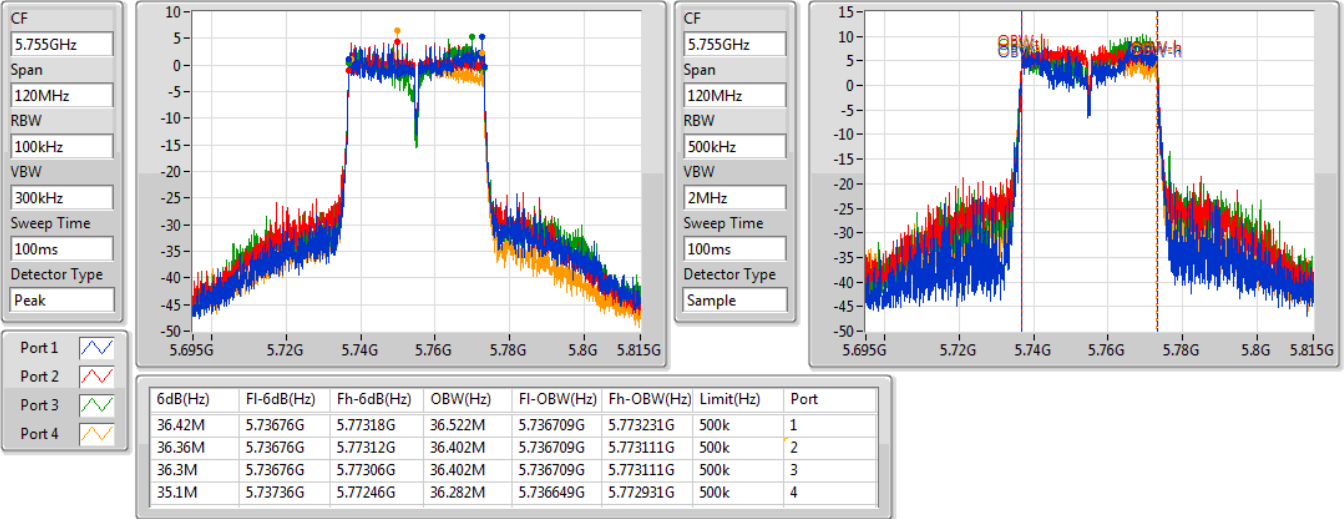 CF
5.755GHz
Span
120MHz
RBW
100kHz
VBW
300kHz
Sweep Time
100ms
Detector Type
Peak
10
5
0
-5
-10
-15
-20
-25
-30
-35
-40
-45
-50
5.695G 5.72G 5.74G 5.76G 5.78G 5.8G 5.815G
CF
5.755GHz
Span
120MHz
RBW
500kHz
VBW
2MHz
Sweep Time
100ms
Detector Type
Sample
15
10
5
0
-5
-10
-15
-20
-25
-30
-35
-40
-45
-50
5.695G 5.72G 5.74G 5.76G 5.78G 5.8G 5.815G
OBW-h
Port 1
Port 2
Port 3
Port 4
6dB(Hz) Fl-6dB(Hz) Fh-6dB(Hz) OBW(Hz) Fl-OBW(Hz) Fh-OBW(Hz) Limit(Hz) Port
36.42M 5.73676G 5.77318G 36.522M 5.736709G 5.773231G 500k 1
36.36M 5.73676G 5.77312G 36.402M 5.736709G 5.773111G 500k 2
36.3M 5.73676G 5.77306G 36.402M 5.736709G 5.773111G 500k 3
35.1M 5.73736G 5.77246G 36.282M 5.736649G 5.772931G 500k 4